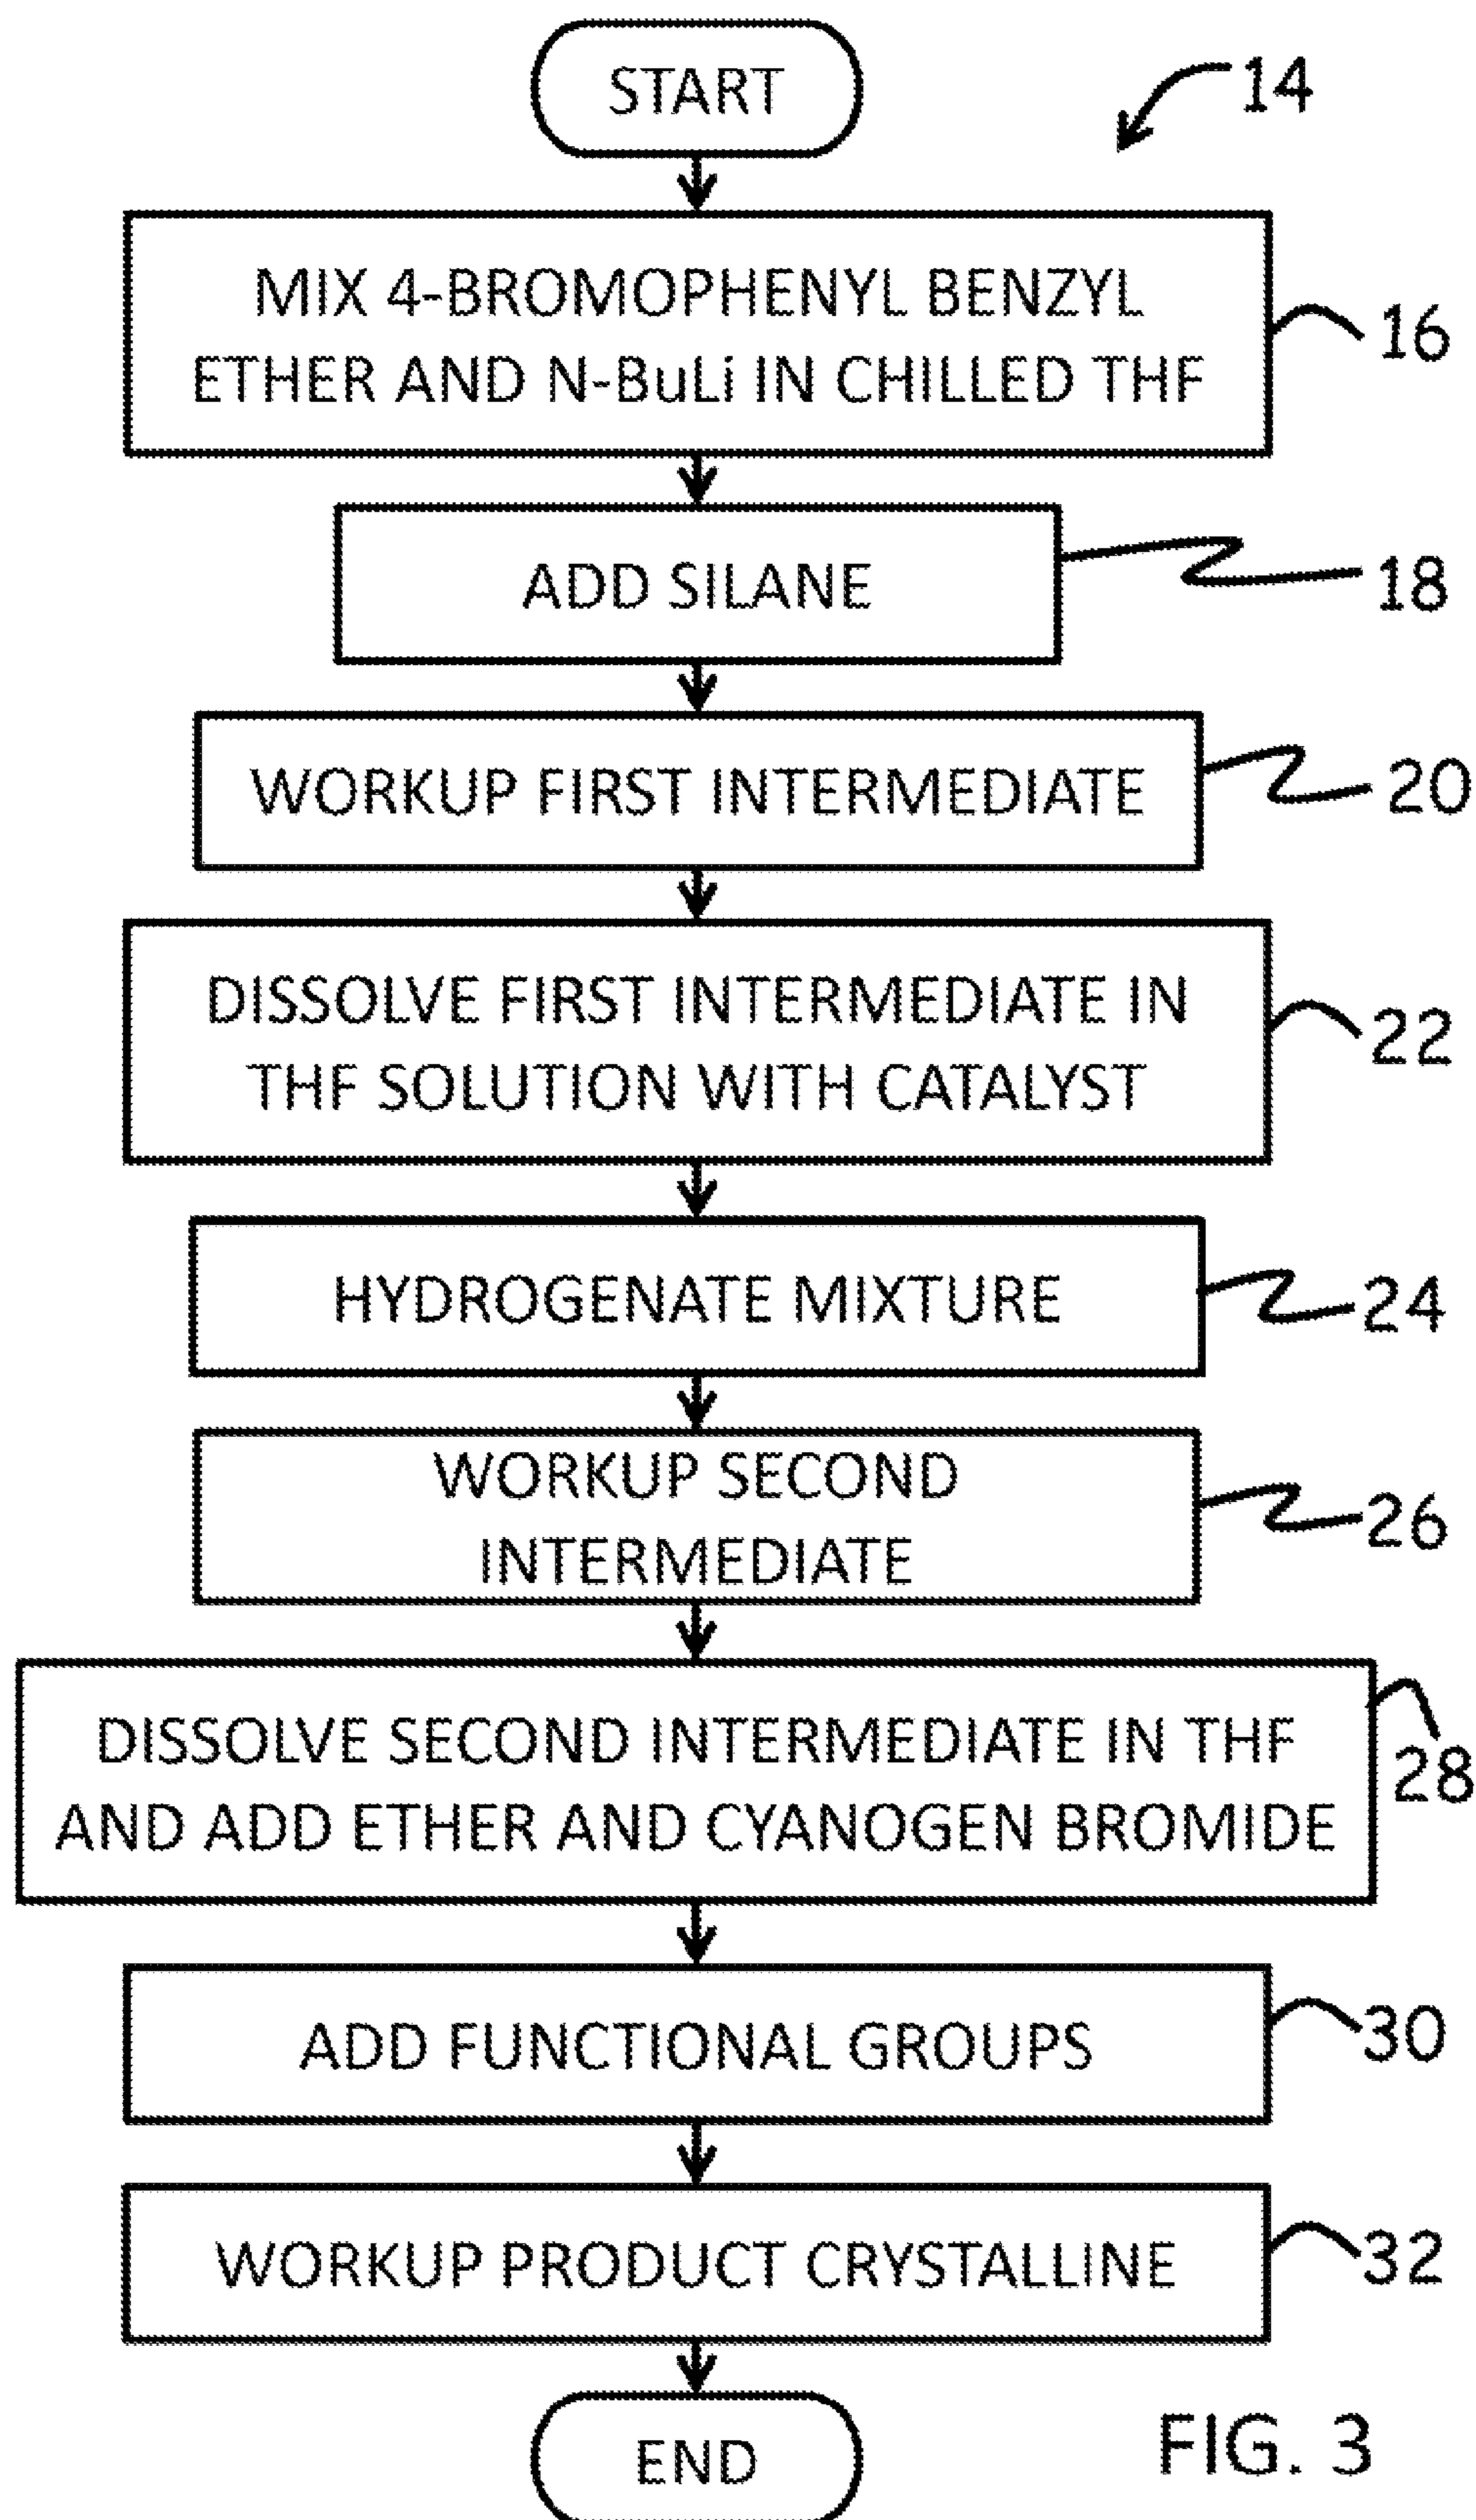 START
14
MIX 4-BROMOPHENYL BENZYL
ETHER AND N-BuLi IN CHILLED THF
16
ADD SILANE
18
WORKUP FIRST INTERMEDIATE
20
DISSOLVE FIRST INTERMEDIATE IN
THF SOLUTION WITH CATALYST
22
HYDROGENATE MIXTURE
24
WORKUP SECOND
INTERMEDIATE
26
DISSOLVE SECOND INTERMEDIATE IN THF
AND ADD ETHER AND CYANOGEN BROMIDE
28
ADD FUNCTIONAL GROUPS
30
WORKUP PRODUCT CRYSTALLINE
32
END
FIG. 3